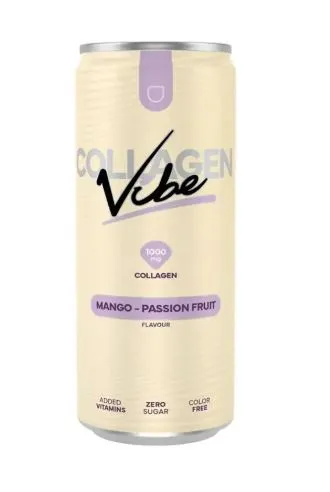 COLLAGEN
Vibe
1000
mg
COLLAGEN
MANGO - PASSION FRUIT
FLAVOUR
ADDED VITAMINS
ZERO SUGAR
COLOR FREE